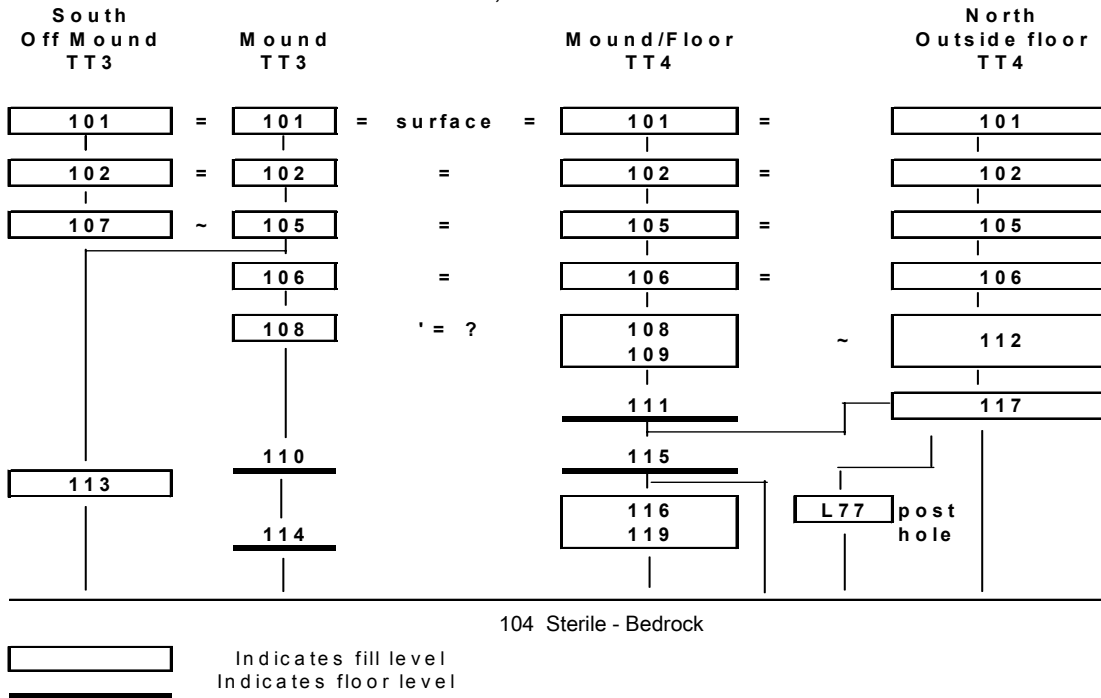 South Off Mound TT3
Mound TT3
Mound/Floor TT4
North Outside floor TT4
101 = 101 = surface = 101 = 101
102 = 102 = 102 = 102
107 ~ 105 = 105 = 105
106 = 106 = 106
108 '= ? 108 109 ~ 112
111 117
110 115
113
L77 post hole
116
114 119
104 Sterile - Bedrock
Indicates fill level
Indicates floor level